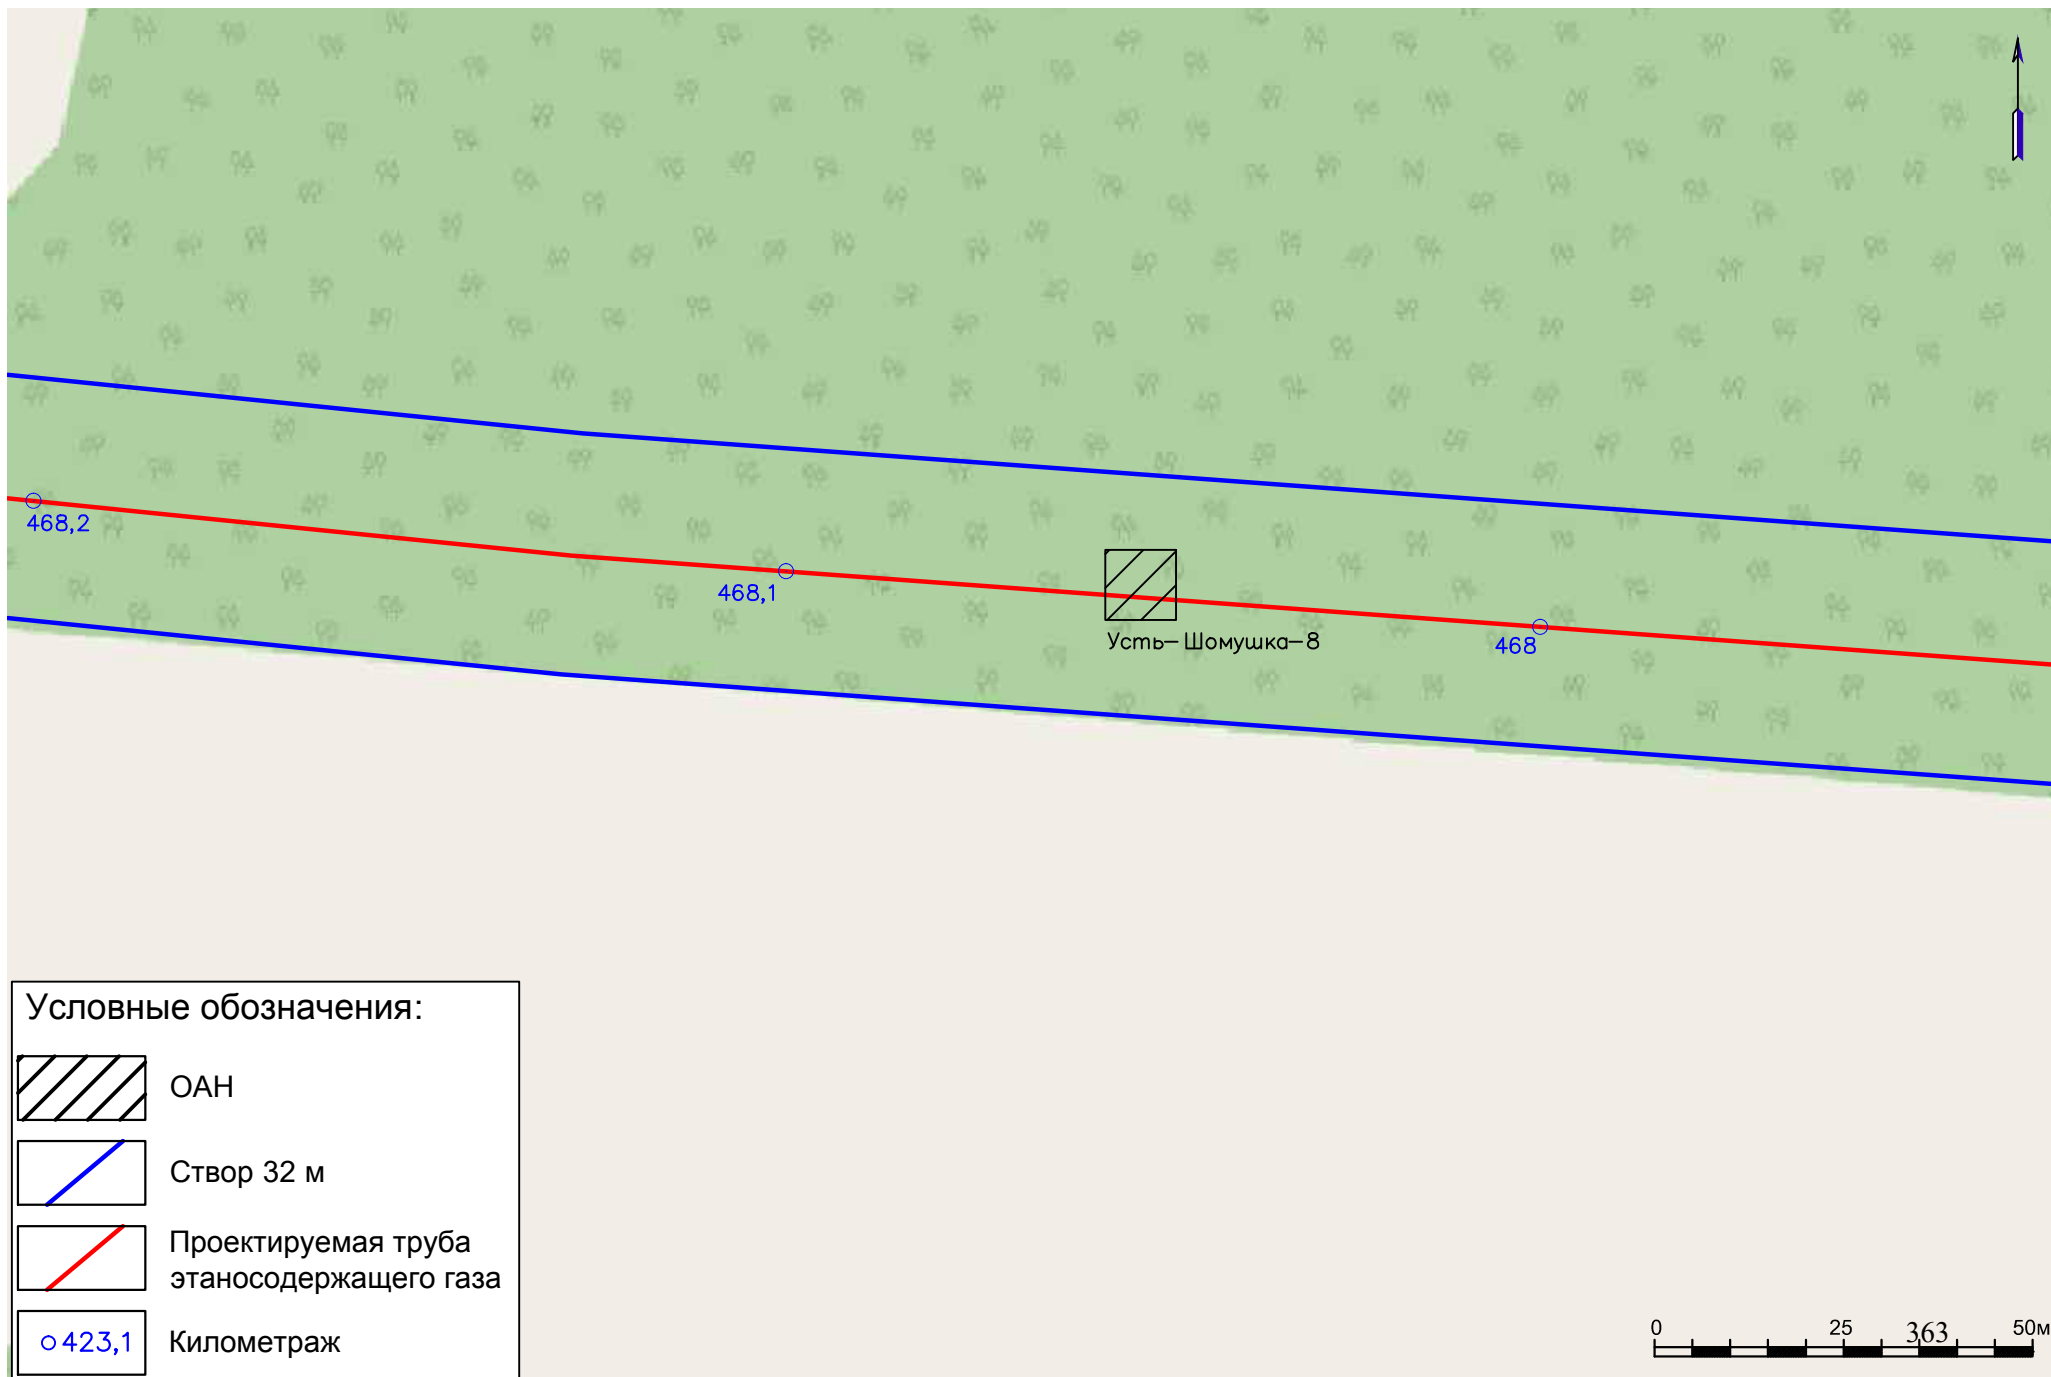 468,2
468,1
468
Усть-Шомушка-8
Условные обозначения:
ОАН
Створ 32 м
Проектируемая труба
этаносодержащего газа
423,1
Километраж
0 25 50м
363